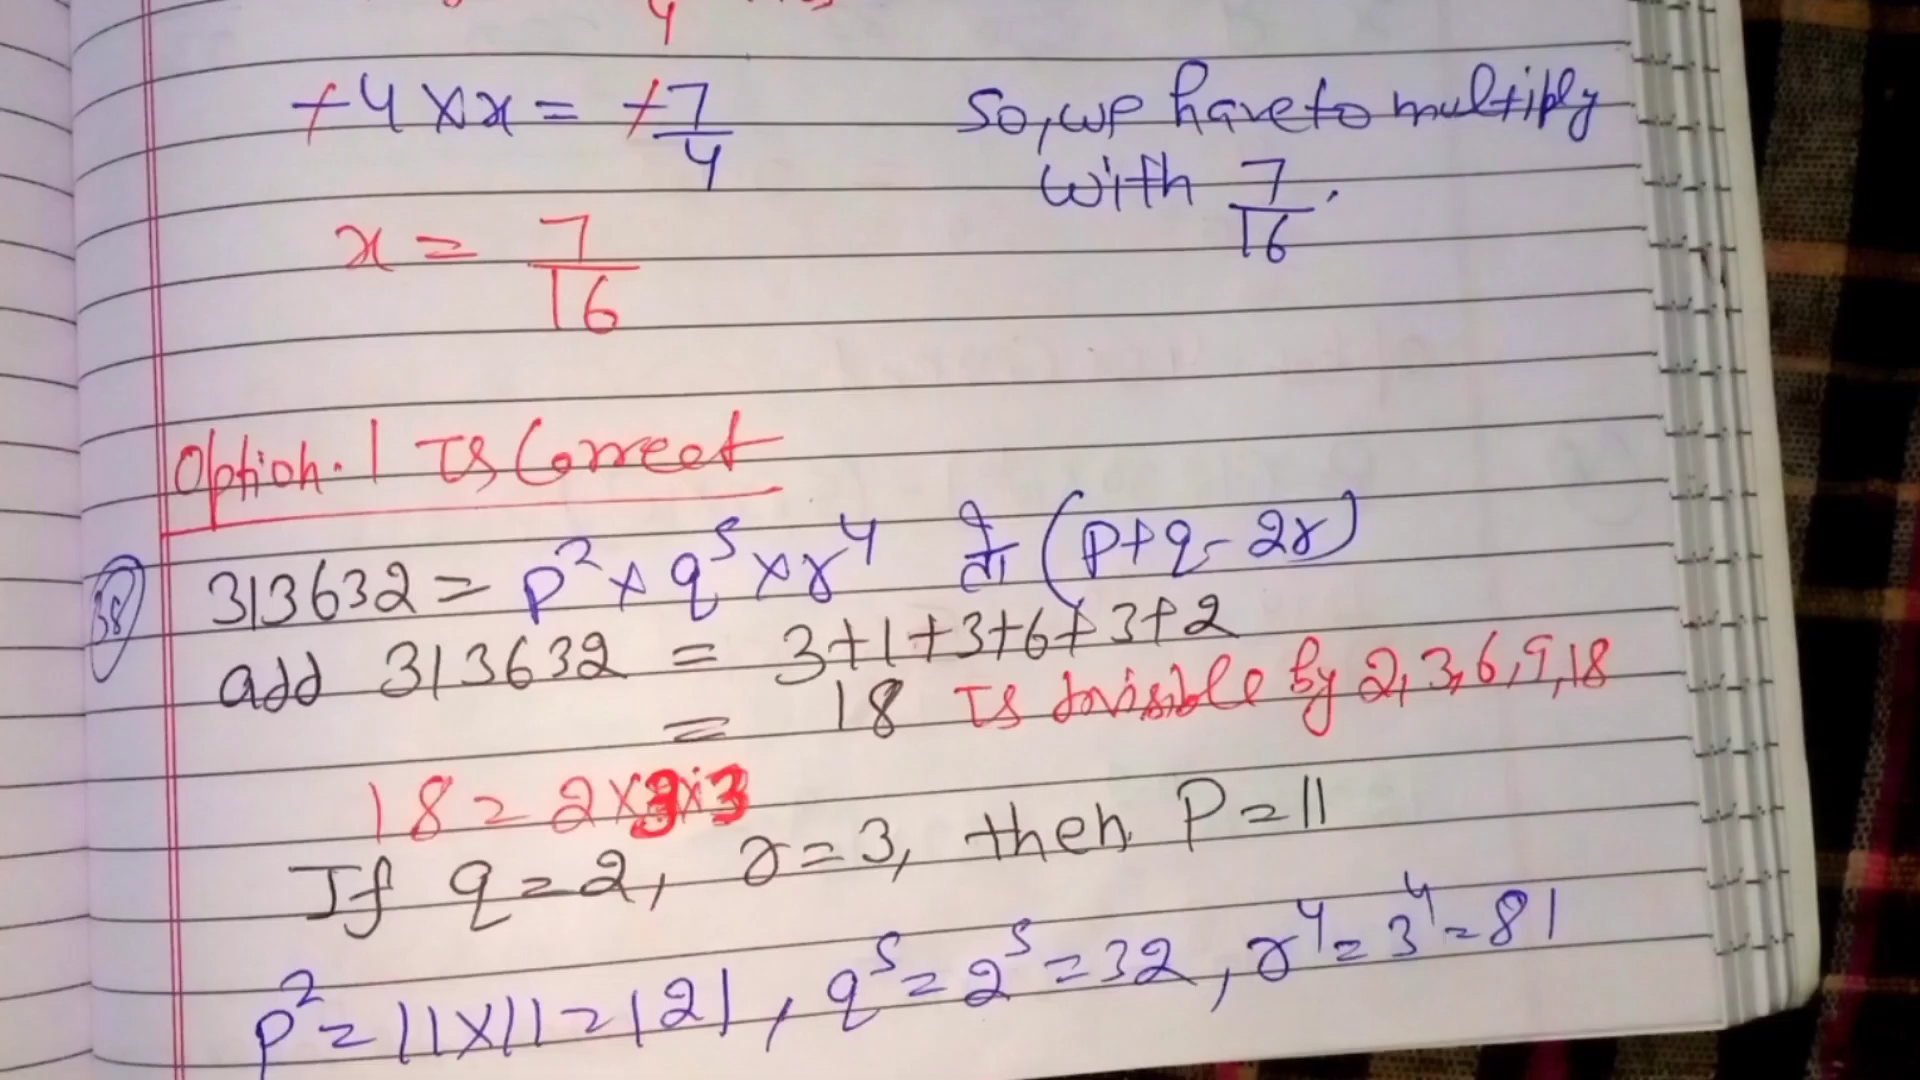 -4 × x = -7/4
So, we have to multiply
with 7/16.
x = 7/16
Option. 1 Is Correct
38 313632 = p² × q⁵ × r⁴ (p+q-2r)
add 313632 = 3+1+3+6+3+2
= 18 Is divisible by 2, 3, 6, 9, 18
18 = 2×3×3
If q = 2, r = 3, then P = 11
p² = 11×11 = 121, q⁵ = 2⁵ = 32, r⁴ = 3⁴ = 81